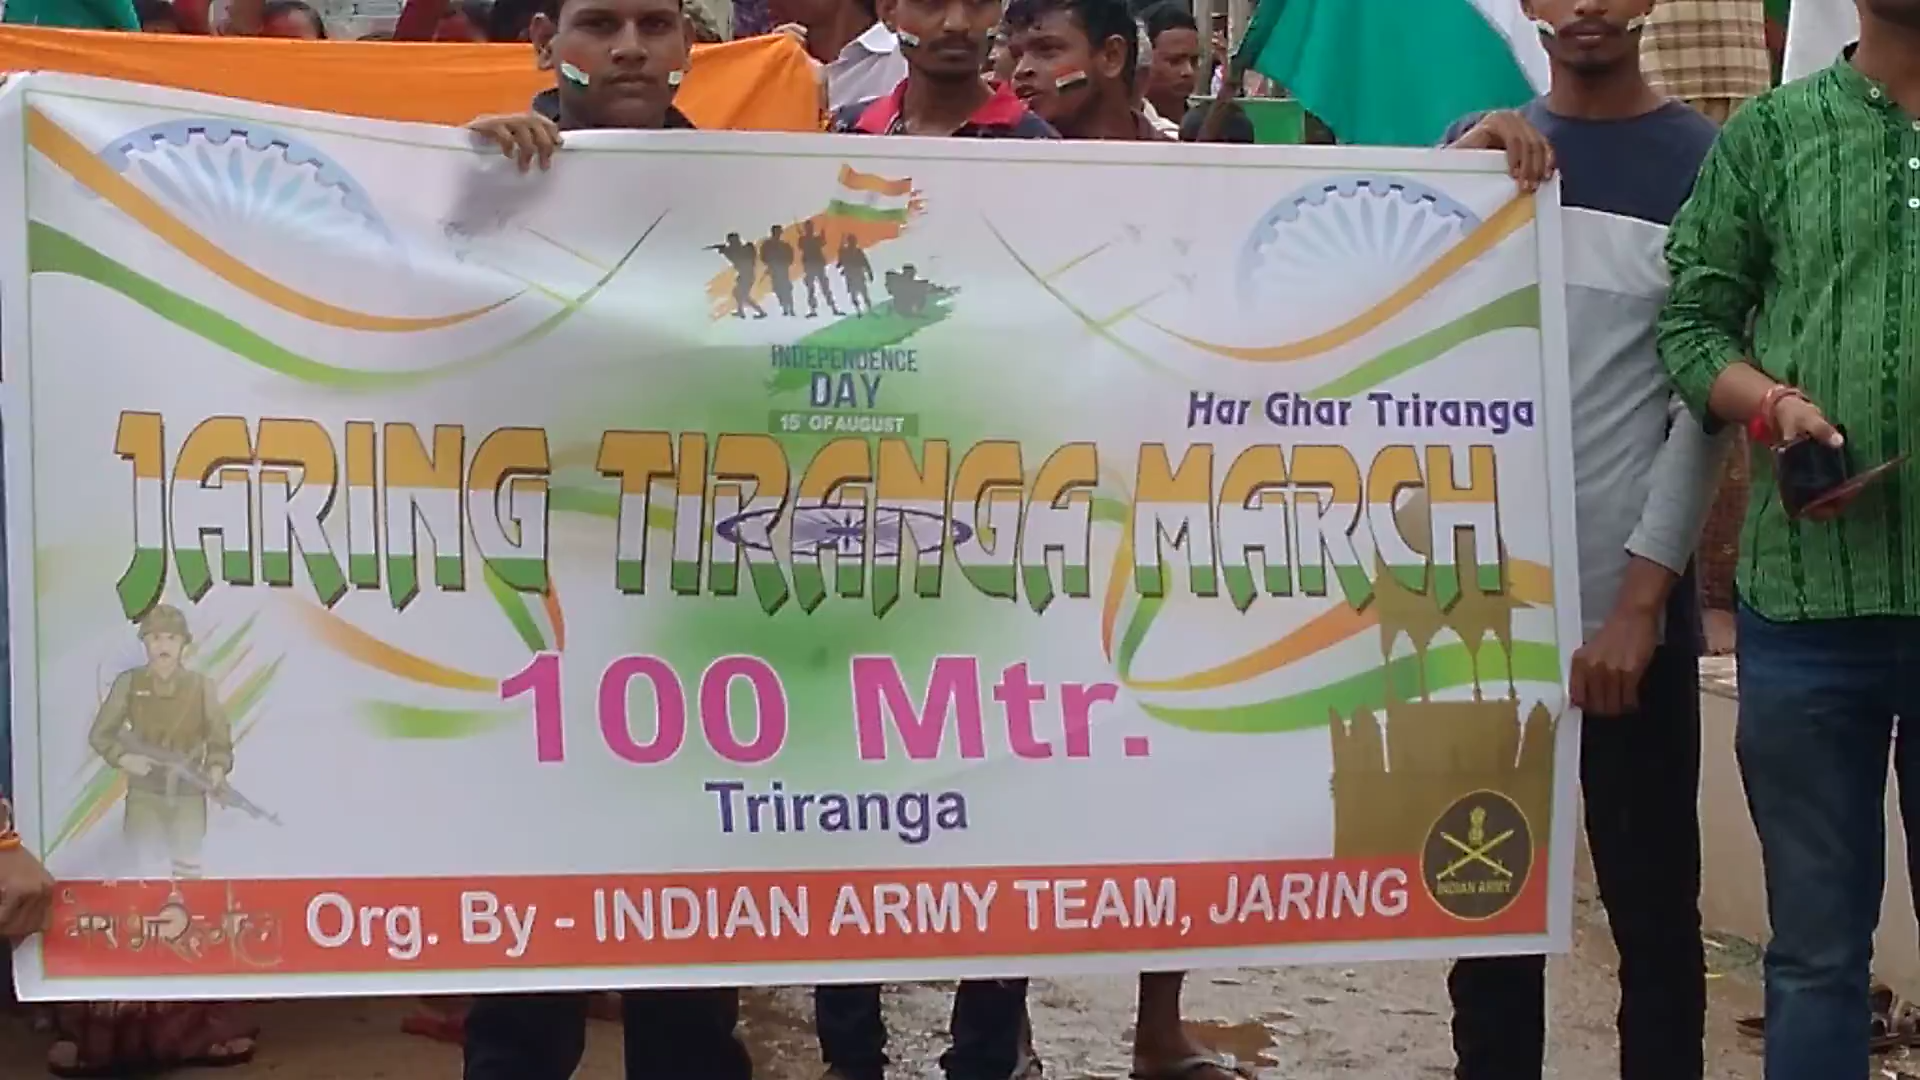 INDEPENDENCE
DAY
15th OF AUGUST
Har Ghar Triranga
JARING TIRANGA MARCH
100 Mtr.
Triranga
Org. By - INDIAN ARMY TEAM, JARING
INDIAN ARMY